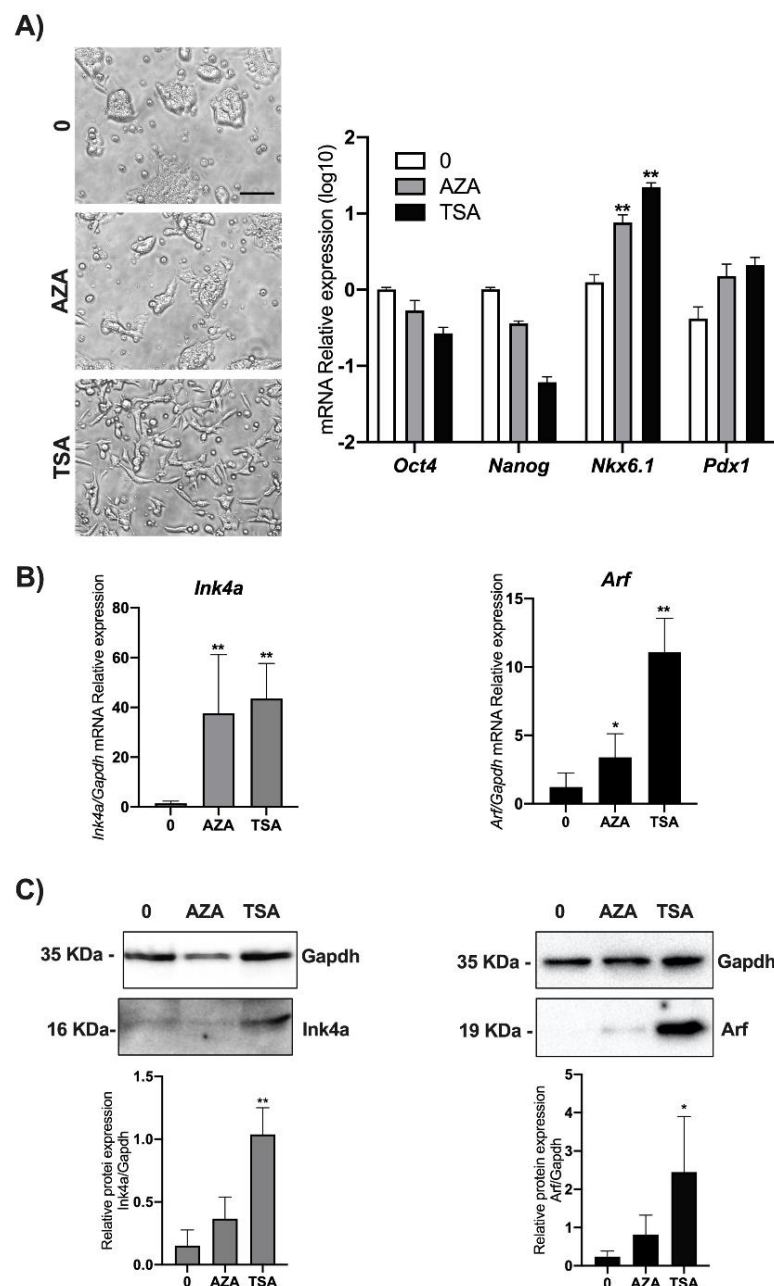 A)
0
AZA
TSA
mRNA Relative expression (log10)
2
1
0
-1
-2
0
AZA
TSA
**
**
Oct4
Nanog
Nkx6.1
Pdx1
B)
Ink4a
Ink4a/Gapdh mRNA Relative expression
80
60
40
20
0
**
**
0 AZA TSA
Arf
Arf/Gapdh mRNA Relative expression
15
10
5
0
*
**
0 AZA TSA
C)
0 AZA TSA
35 KDa - Gapdh
16 KDa- Ink4a
Relative protei expression
Ink4a/Gapdh
1.5
1.0
0.5
0.0
**
0 AZA TSA
0 AZA TSA
35 KDa - Gapdh
19 KDa - Arf
Relative protein expression
Arf/Gapdh
5
4
3
2
1
0
*
0 AZA TSA